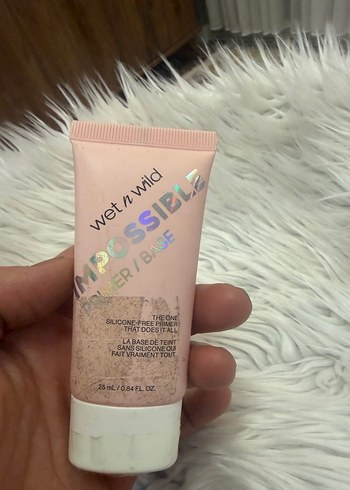 wet n wild
IMPOSSIBLE
PRIMER / BASE
THE ONE
SILICONE-FREE PRIMER
THAT DOES IT ALL
LA BASE DE TEINT
SANS SILICONE QUI
FAIT VRAIMENT TOUT
25 mL / 0.84 FL. OZ.